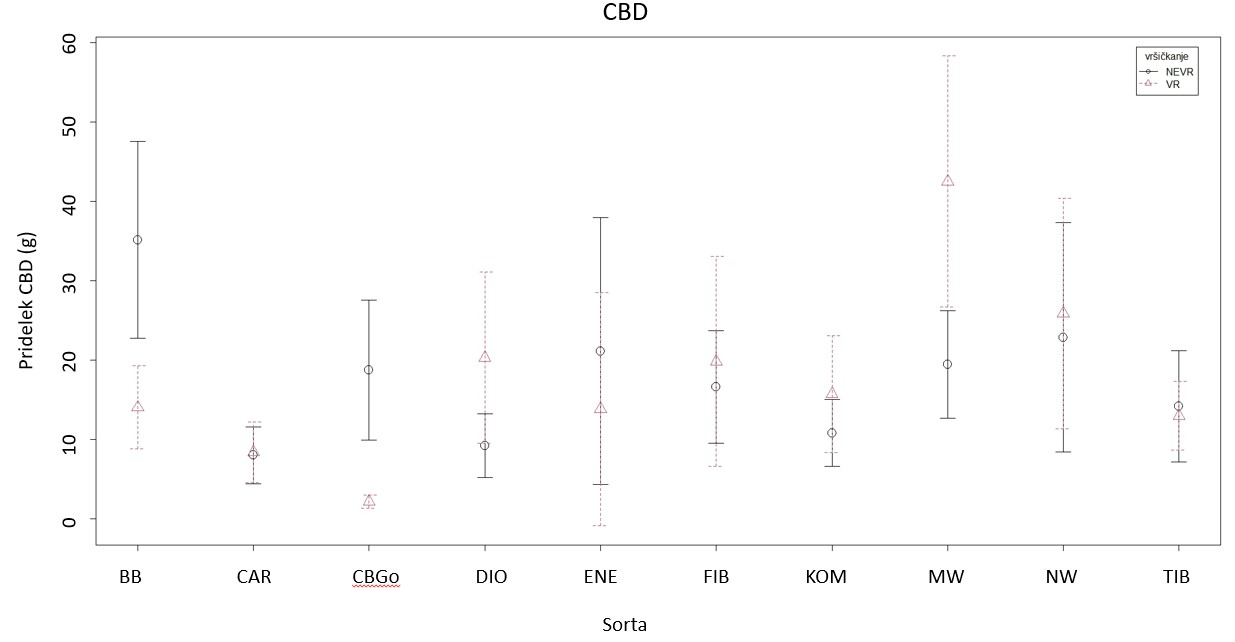 CBD
vršičkanje
NEVR
VR
Pridelek CBD (g)
60
50
40
30
20
10
0
BB CAR CBGo DIO ENE FIB KOM MW NW TIB
Sorta